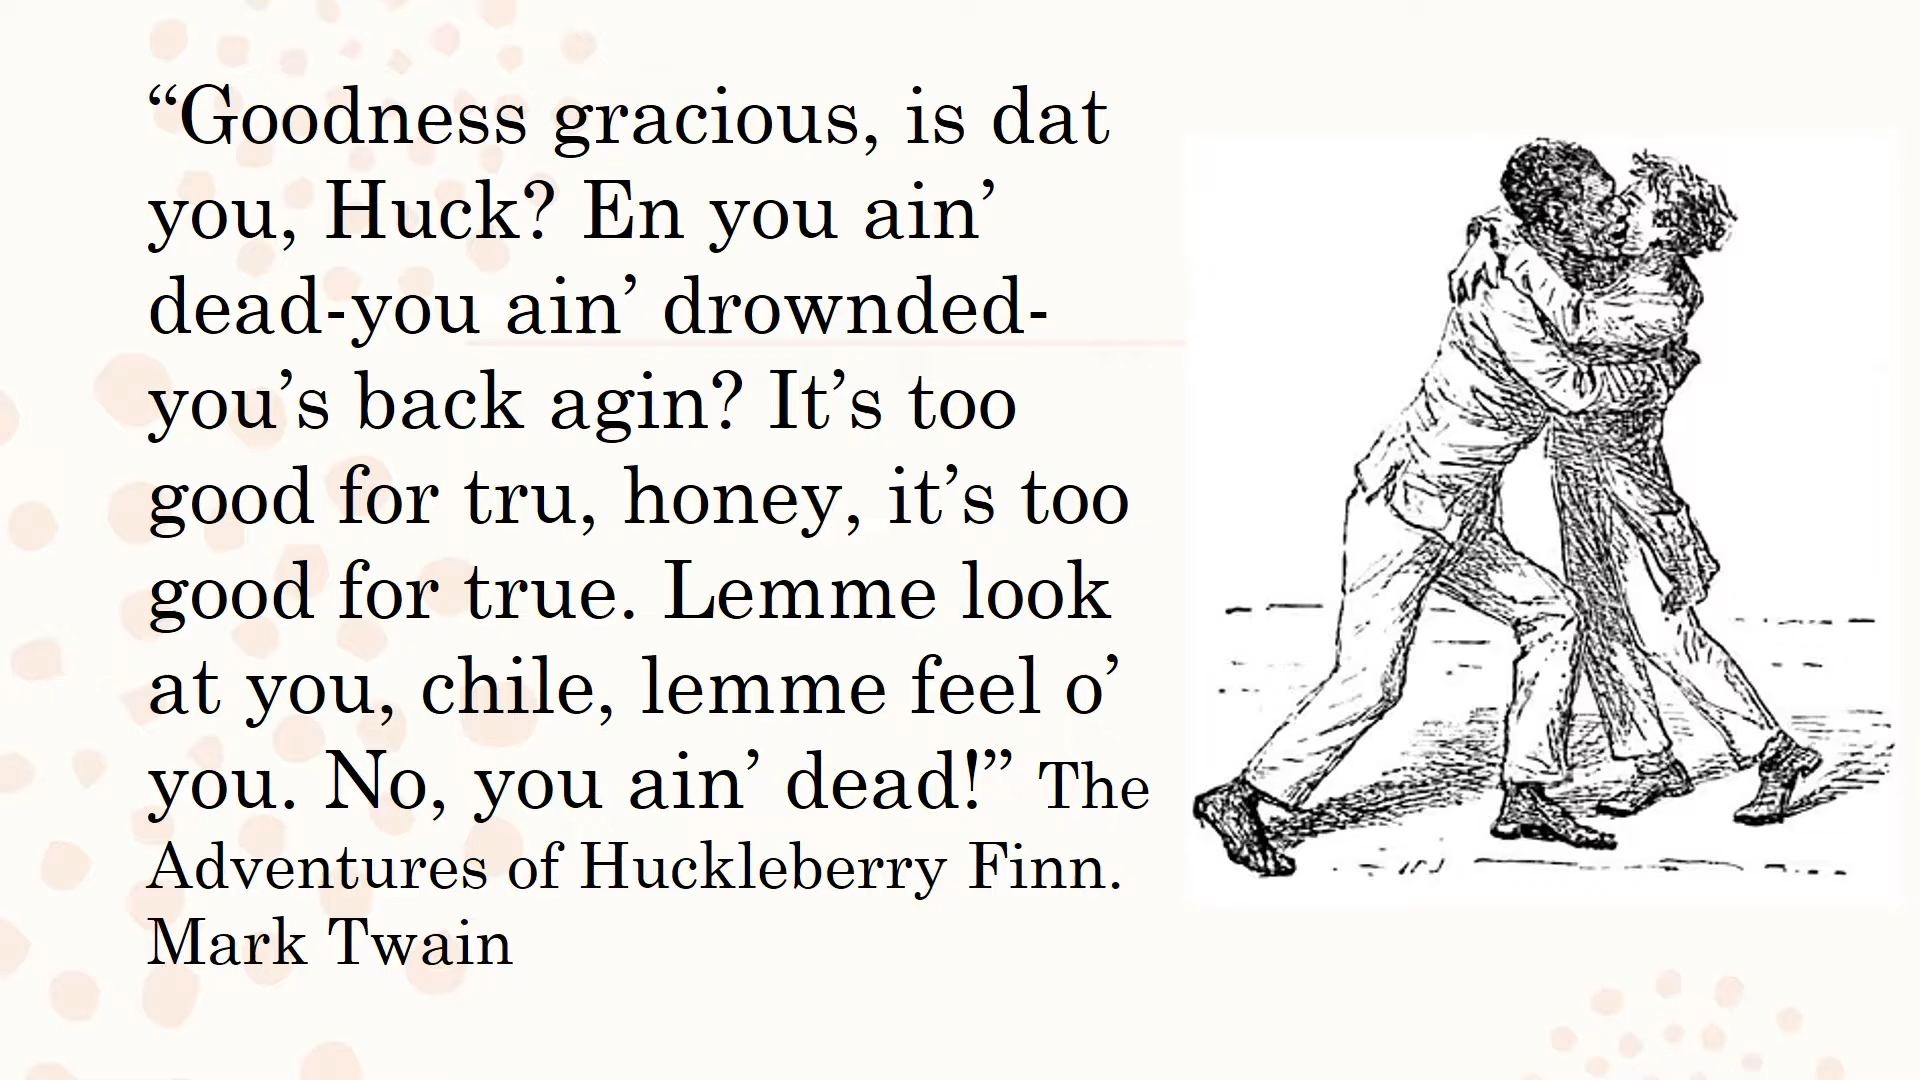 “Goodness gracious, is dat
you, Huck? En you ain’
dead-you ain’ drownded-
you’s back agin? It’s too
good for tru, honey, it’s too
good for true. Lemme look
at you, chile, lemme feel o’
you. No, you ain’ dead!” The
Adventures of Huckleberry Finn.
Mark Twain